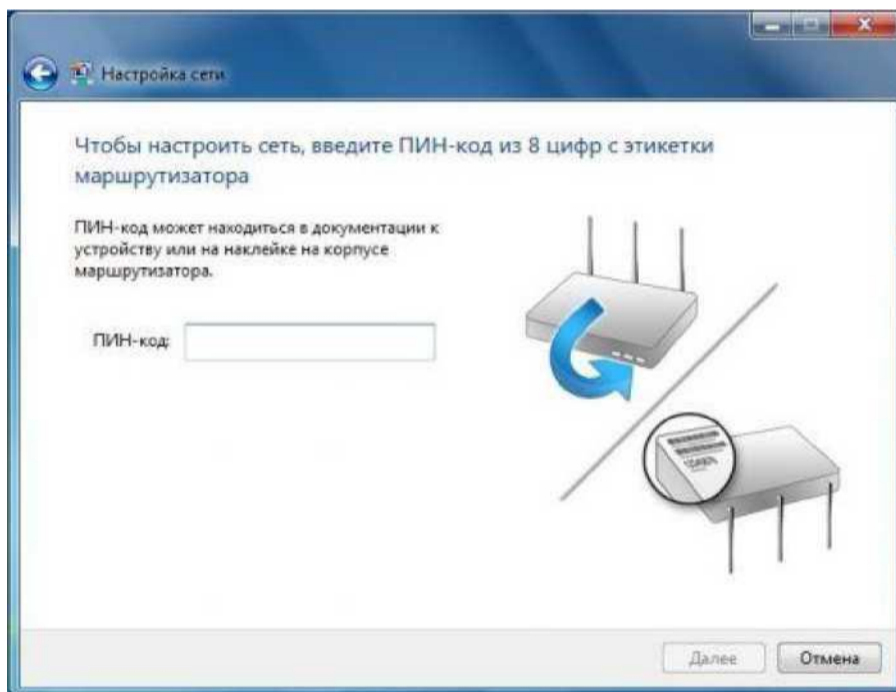 Настройка сети
Чтобы настроить сеть, введите ПИН-код из 8 цифр с этикетки
маршрутизатора
ПИН-код может находиться в документации к
устройству или на наклейке на корпусе
маршрутизатора.
ПИН-код:
Далее
Отмена